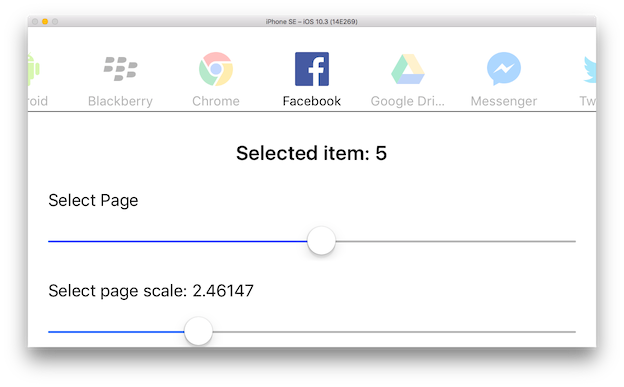 iPhone SE – iOS 10.3 (14E269)
roid Blackberry Chrome Facebook Google Dri... Messenger Tw
Selected item: 5
Select Page
Select page scale: 2.46147